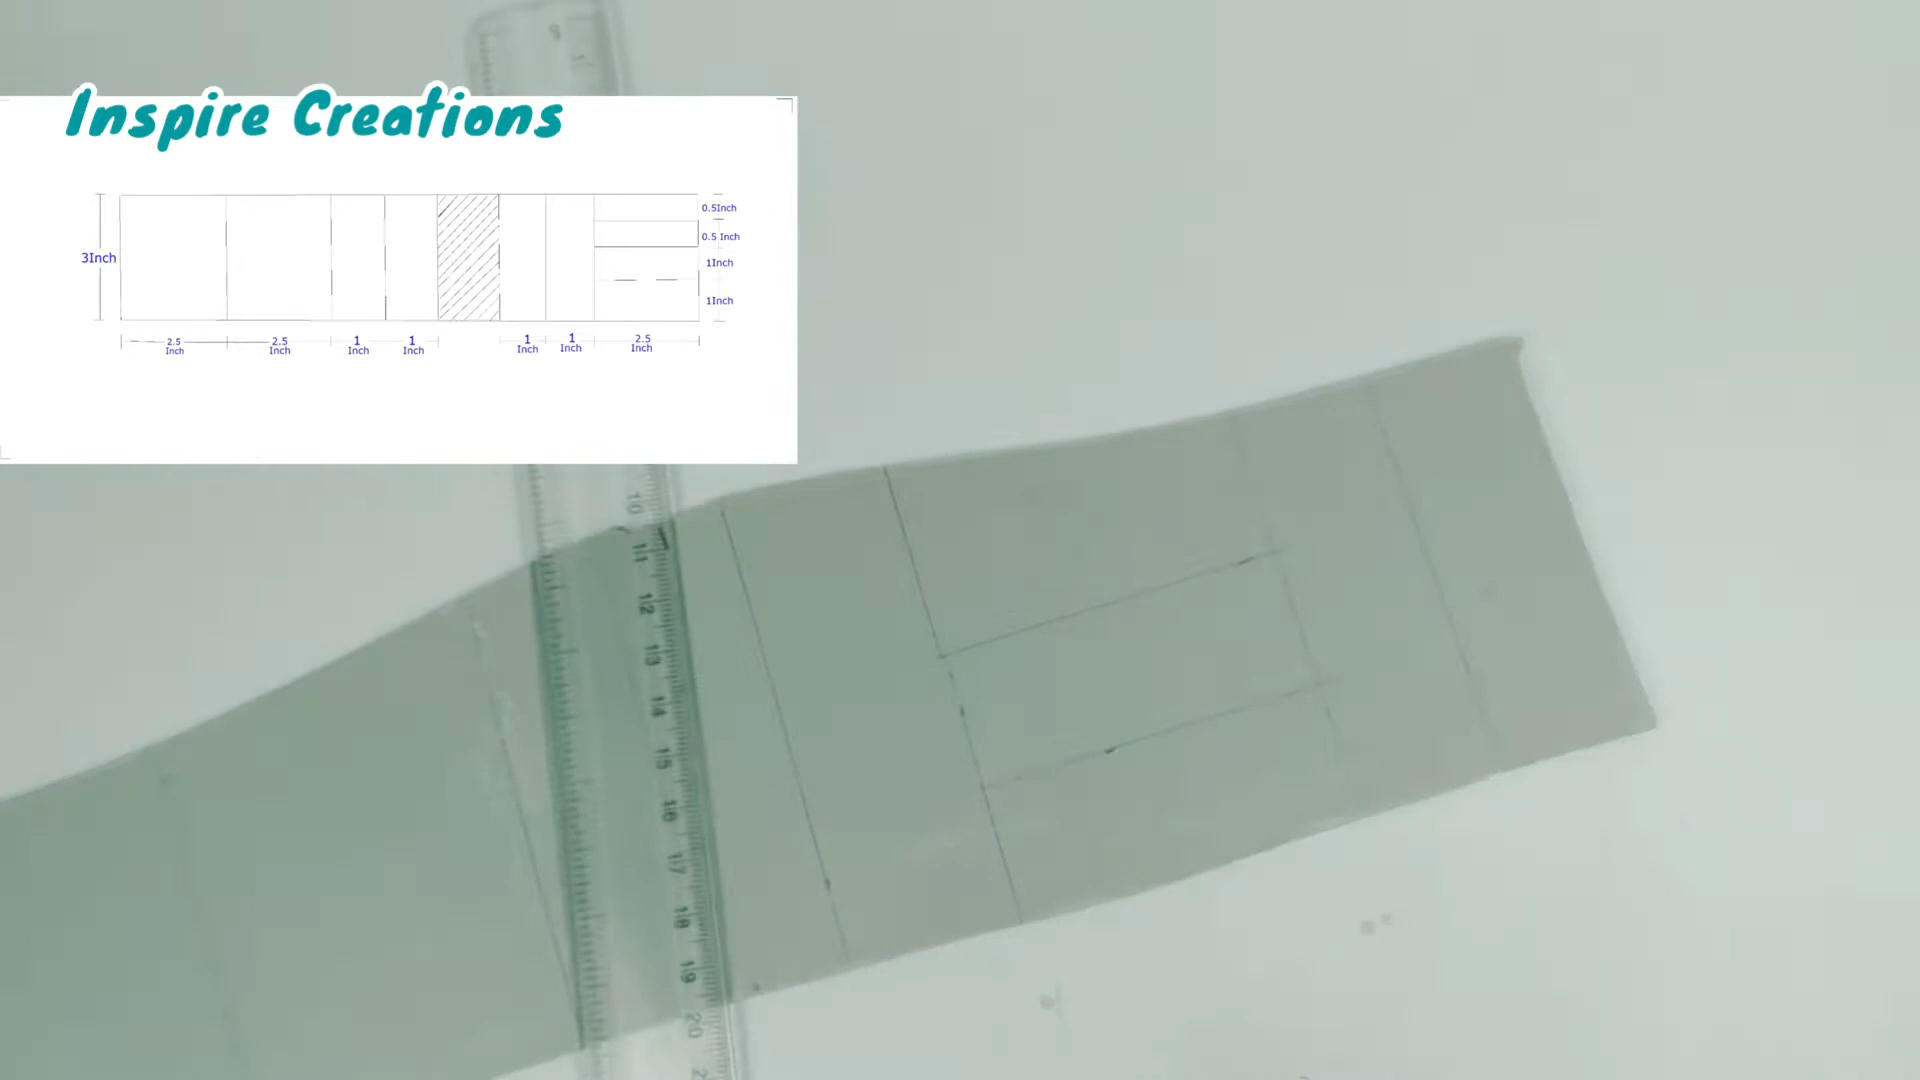 Inspire Creations
0.5Inch
0.5 Inch
3Inch
1Inch
1Inch
2.5 Inch
2.5 Inch
1 Inch
1 Inch
1 Inch
1 Inch
2.5 Inch
10
11
12
13
14
15
16
17
18
19
20